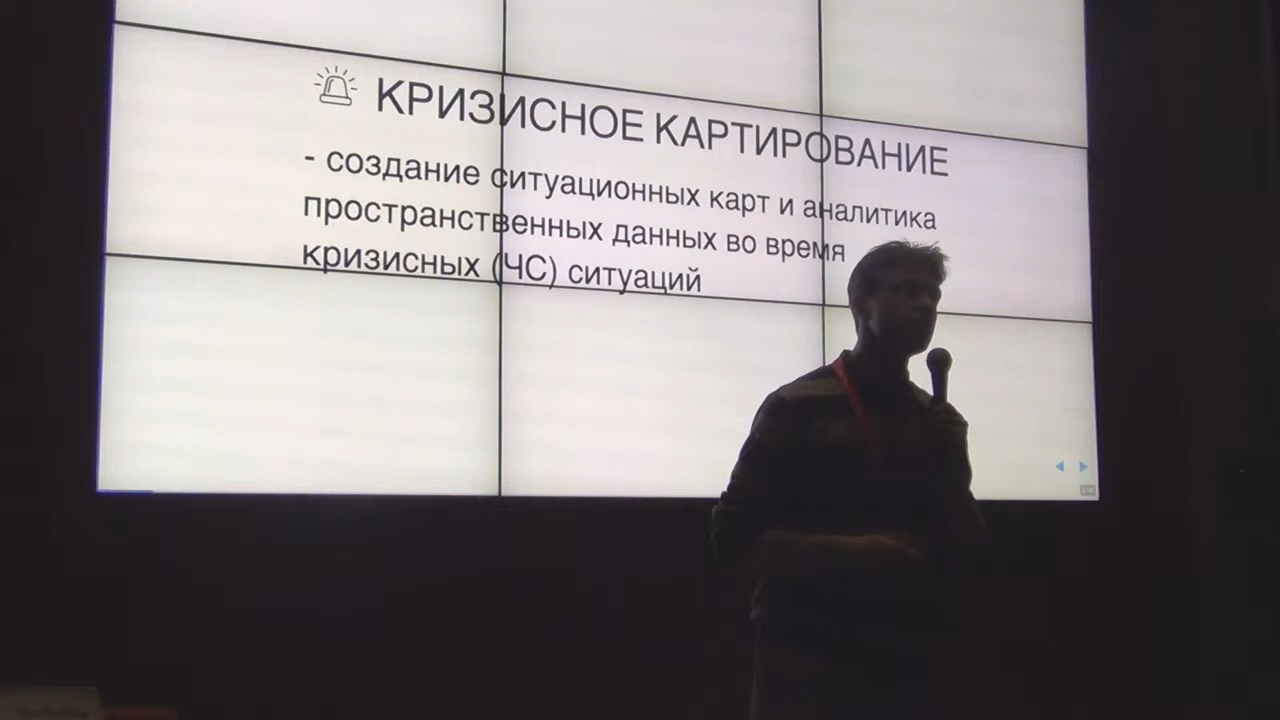 КРИЗИСНОЕ КАРТИРОВАНИЕ
- создание ситуационных карт и аналитика
пространственных данных во время
кризисных (ЧС) ситуаций